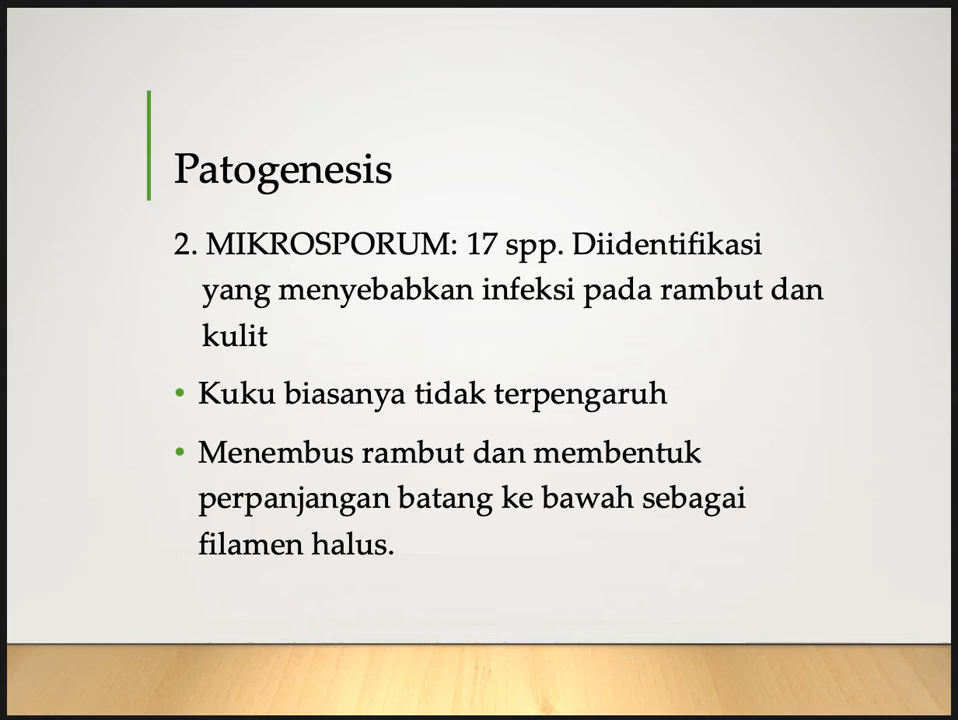 Patogenesis
2. MIKROSPORUM: 17 spp. Diidentifikasi
yang menyebabkan infeksi pada rambut dan
kulit
• Kuku biasanya tidak terpengaruh
• Menembus rambut dan membentuk
perpanjangan batang ke bawah sebagai
filamen halus.